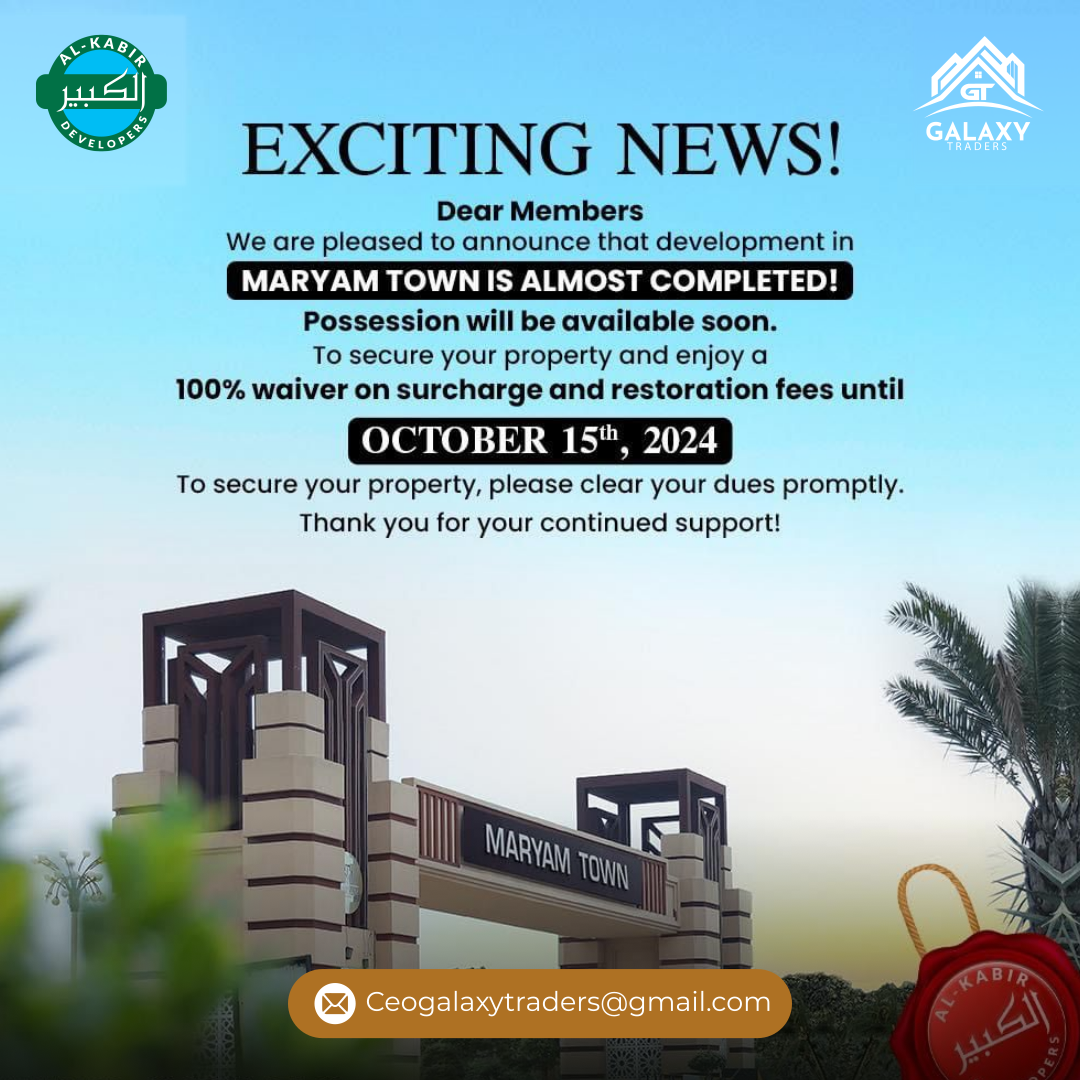 AL-KABIR
الكبير
DEVELOPERS
GT
GALAXY
TRADERS
EXCITING NEWS!
Dear Members
We are pleased to announce that development in
MARYAM TOWN IS ALMOST COMPLETED!
Possession will be available soon.
To secure your property and enjoy a
100% waiver on surcharge and restoration fees until
OCTOBER 15th, 2024
To secure your property, please clear your dues promptly.
Thank you for your continued support!
MARYAM TOWN
Ceogalaxytraders@gmail.com
AL-KABIR
الكبير
OPERS